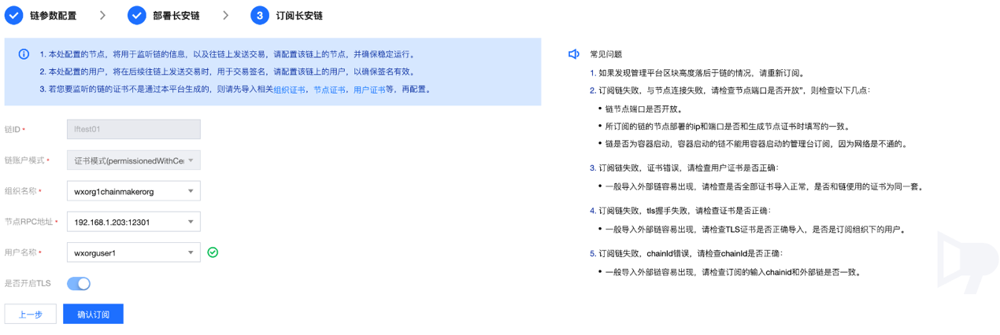 链参数配置
部署长安链
3 订阅长安链
1. 本处配置的节点，将用于监听链的信息，以及往链上发送交易，请配置该链上的节点，并确保稳定运行。
2. 本处配置的用户，将在后续往链上发送交易时，用于交易签名，请配置该链上的用户，以确保签名有效。
3. 若您要监听的链的证书不是通过本平台生成的，则请先导入相关组织证书，节点证书，用户证书等，再配置。
链ID * lftest01
链账户模式 * 证书模式(permissionedWithCer
组织名称 * wxorg1chainmakerorg
节点RPC地址 * 192.168.1.203:12301
用户名称 * wxorguser1
是否开启TLS
上一步 确认订阅
常见问题
1. 如果发现管理平台区块高度落后于链的情况，请重新订阅。
2. 订阅链失败，与节点连接失败，请检查节点端口是否开放”，则检查以下几点：
• 链节点端口是否开放。
• 所订阅的链的节点部署的ip和端口是否和生成节点证书时填写的一致。
• 链是否为容器启动，容器启动的链不能用容器启动的管理台订阅，因为网络是不通的。
3. 订阅链失败，证书错误，请检查用户证书是否正确：
• 一般导入外部链容易出现，请检查是否全部证书导入正常，是否和链使用的证书为同一套。
4. 订阅链失败，tls握手失败，请检查证书是否正确：
• 一般导入外部链容易出现，请检查TLS证书是否正确导入，是否是订阅组织下的用户。
5. 订阅链失败，chainId错误，请检查chainId是否正确：
• 一般导入外部链容易出现，请检查订阅的输入chainid和外部链是否一致。